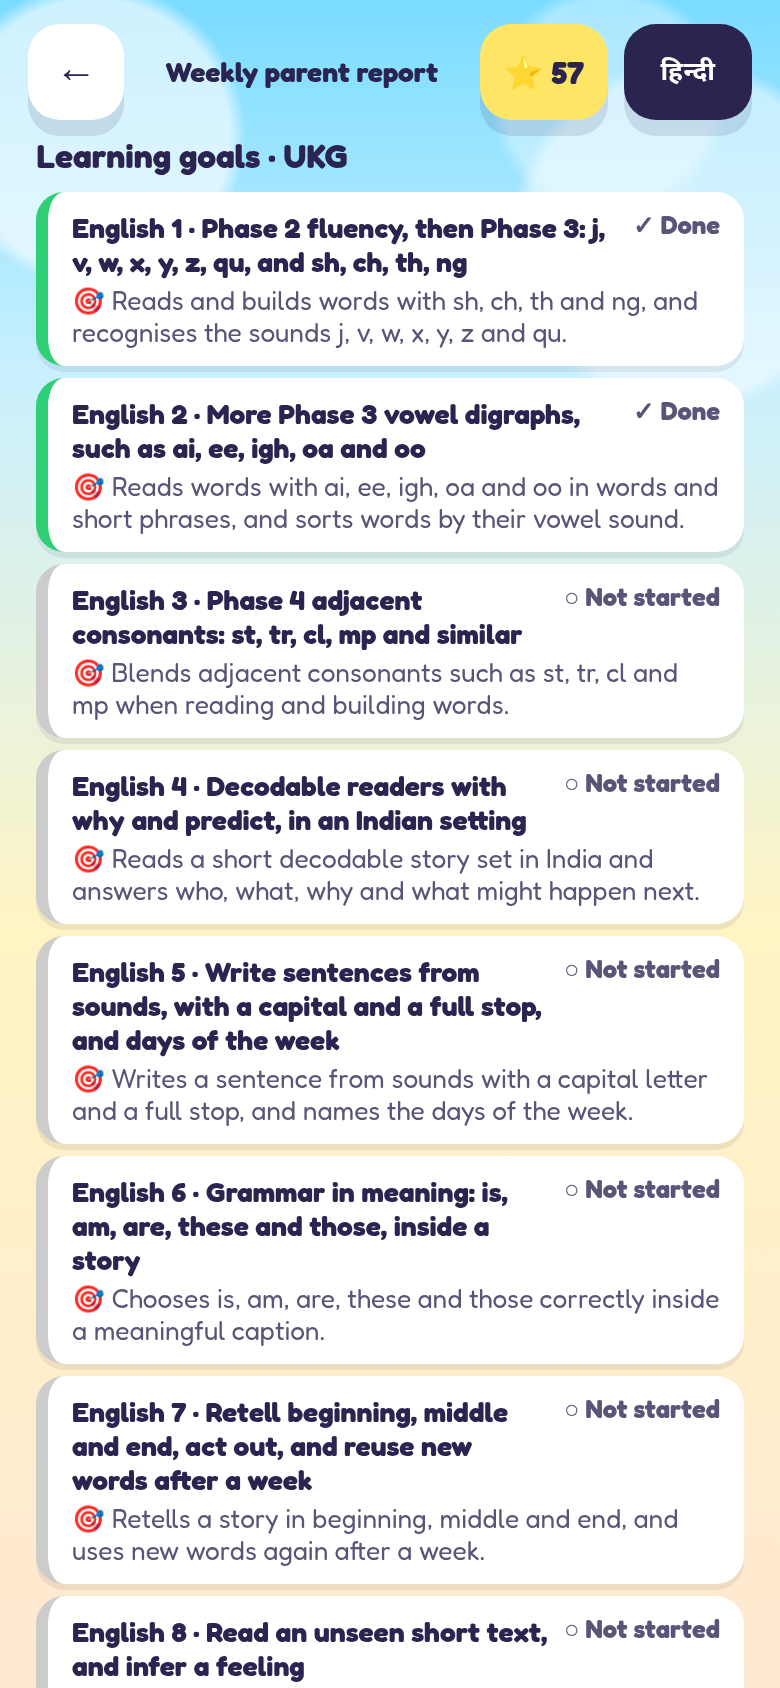 ←
Weekly parent report
⭐ 57
हिन्दी
Learning goals · UKG
English 1 · Phase 2 fluency, then Phase 3: j,
v, w, x, y, z, qu, and sh, ch, th, ng
✓ Done
🎯 Reads and builds words with sh, ch, th and ng, and
recognises the sounds j, v, w, x, y, z and qu.
English 2 · More Phase 3 vowel digraphs,
such as ai, ee, igh, oa and oo
✓ Done
🎯 Reads words with ai, ee, igh, oa and oo in words and
short phrases, and sorts words by their vowel sound.
English 3 · Phase 4 adjacent
consonants: st, tr, cl, mp and similar
○ Not started
🎯 Blends adjacent consonants such as st, tr, cl and
mp when reading and building words.
English 4 · Decodable readers with
why and predict, in an Indian setting
○ Not started
🎯 Reads a short decodable story set in India and
answers who, what, why and what might happen next.
English 5 · Write sentences from
sounds, with a capital and a full stop,
and days of the week
○ Not started
🎯 Writes a sentence from sounds with a capital letter
and a full stop, and names the days of the week.
English 6 · Grammar in meaning: is,
am, are, these and those, inside a
story
○ Not started
🎯 Chooses is, am, are, these and those correctly inside
a meaningful caption.
English 7 · Retell beginning, middle
and end, act out, and reuse new
words after a week
○ Not started
🎯 Retells a story in beginning, middle and end, and
uses new words again after a week.
English 8 · Read an unseen short text,
and infer a feeling
○ Not started